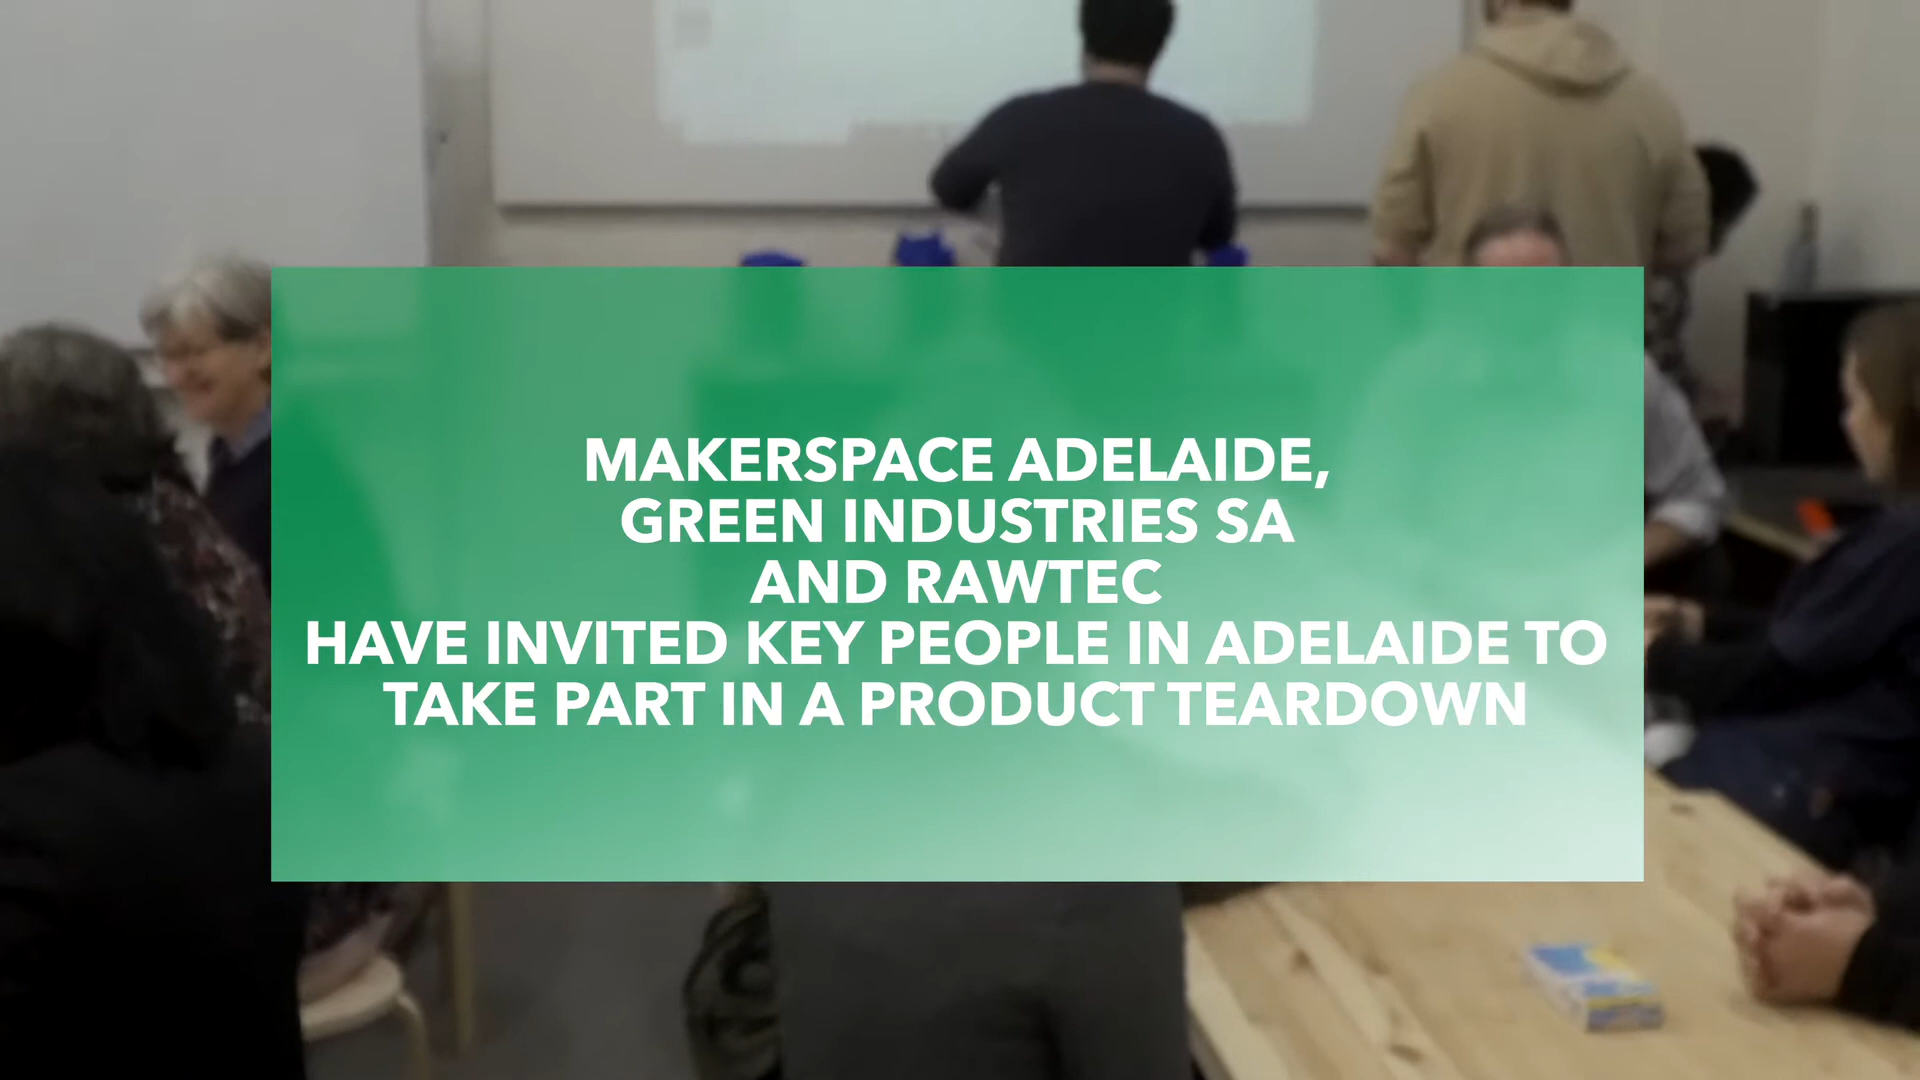 MAKERSPACE ADELAIDE,
GREEN INDUSTRIES SA
AND RAWTEC
HAVE INVITED KEY PEOPLE IN ADELAIDE TO
TAKE PART IN A PRODUCT TEARDOWN